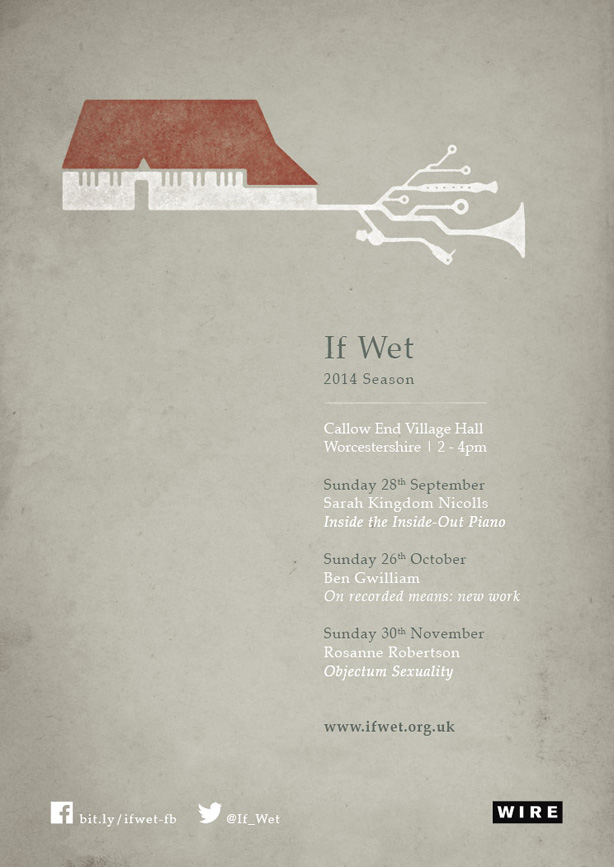 If Wet
2014 Season
Callow End Village Hall
Worcestershire | 2 - 4pm
Sunday 28th September
Sarah Kingdom Nicolls
Inside the Inside-Out Piano
Sunday 26th October
Ben Gwilliam
On recorded means: new work
Sunday 30th November
Rosanne Robertson
Objectum Sexuality
www.ifwet.org.uk
bit.ly/ifwet-fb
@If_Wet
WIRE